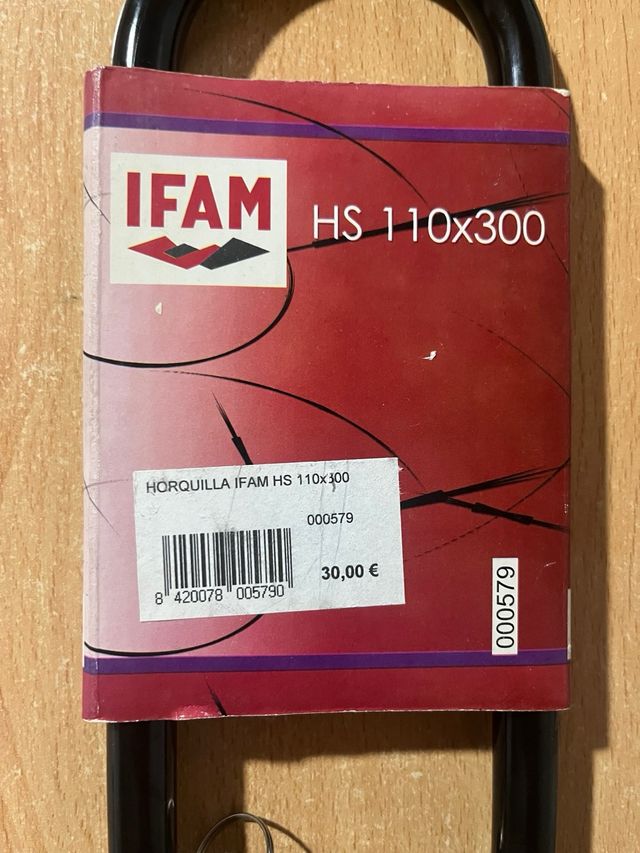 IFAM
HS 110x300
HORQUILLA IFAM HS 110x300
000579
30,00 €
8 420078 005790
000579